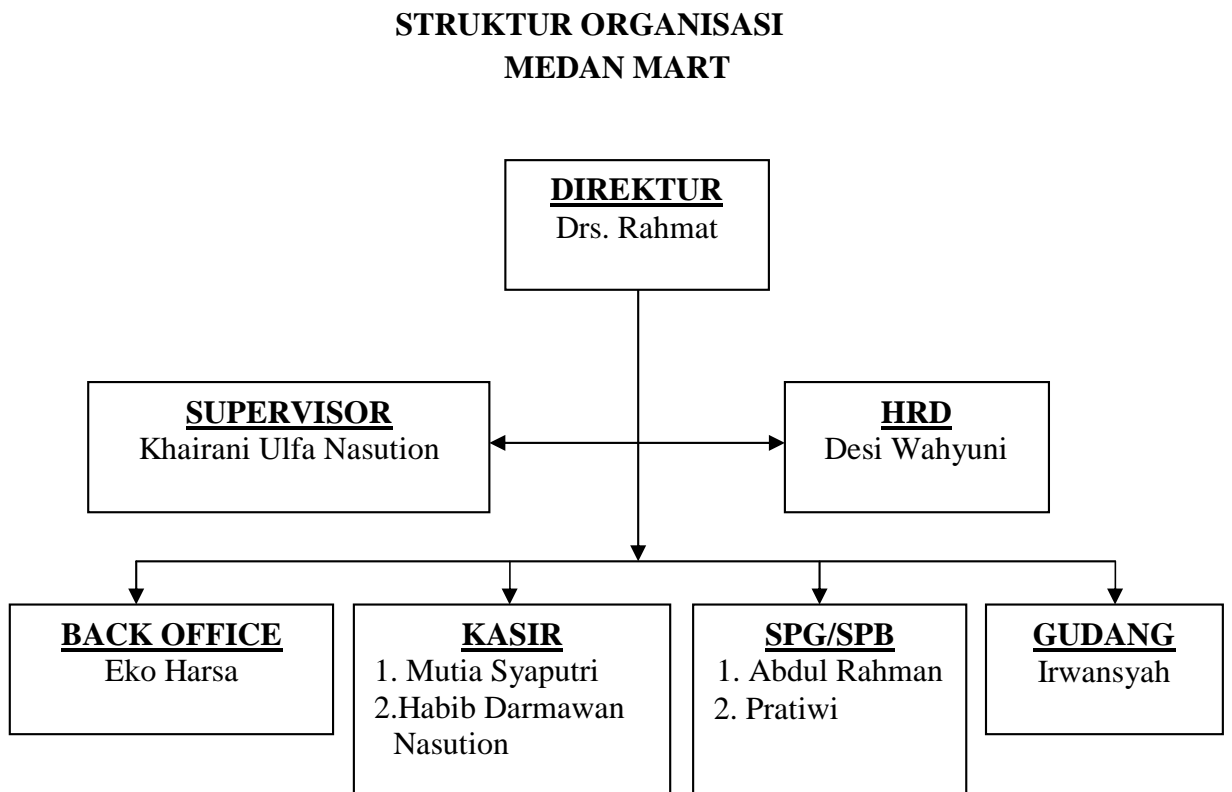 STRUKTUR ORGANISASI
MEDAN MART
DIREKTUR
Drs. Rahmat
SUPERVISOR
Khairani Ulfa Nasution
HRD
Desi Wahyuni
BACK OFFICE
Eko Harsa
KASIR
1. Mutia Syaputri
2.Habib Darmawan
Nasution
SPG/SPB
1. Abdul Rahman
2. Pratiwi
GUDANG
Irwansyah